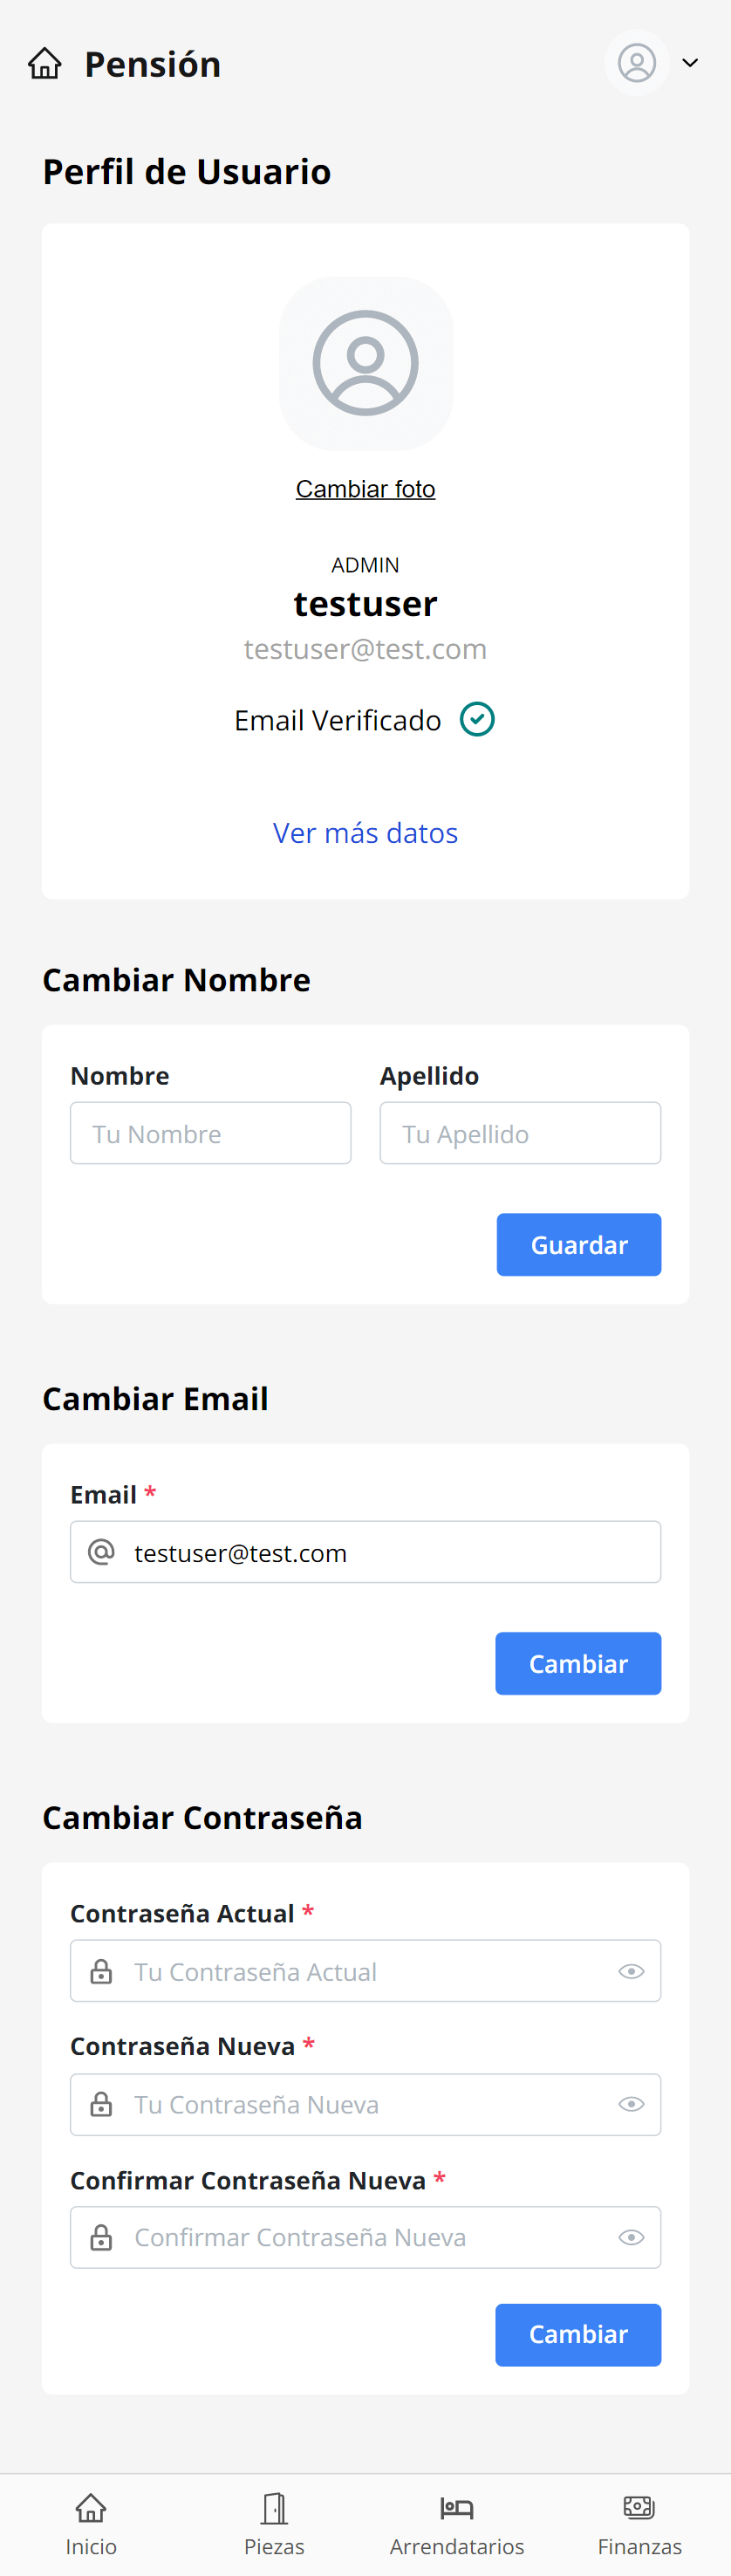 Pensión
Perfil de Usuario
Cambiar foto
ADMIN
testuser
testuser@test.com
Email Verificado
Ver más datos
Cambiar Nombre
Nombre Apellido
Tu Nombre Tu Apellido
Guardar
Cambiar Email
Email *
testuser@test.com
Cambiar
Cambiar Contraseña
Contraseña Actual *
Tu Contraseña Actual
Contraseña Nueva *
Tu Contraseña Nueva
Confirmar Contraseña Nueva *
Confirmar Contraseña Nueva
Cambiar
Inicio Piezas Arrendatarios Finanzas